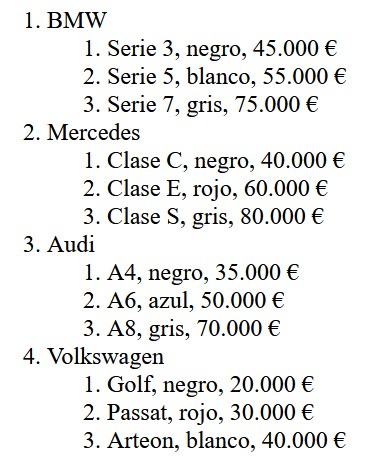 1. BMW
1. Serie 3, negro, 45.000 €
2. Serie 5, blanco, 55.000 €
3. Serie 7, gris, 75.000 €
2. Mercedes
1. Clase C, negro, 40.000 €
2. Clase E, rojo, 60.000 €
3. Clase S, gris, 80.000 €
3. Audi
1. A4, negro, 35.000 €
2. A6, azul, 50.000 €
3. A8, gris, 70.000 €
4. Volkswagen
1. Golf, negro, 20.000 €
2. Passat, rojo, 30.000 €
3. Arteon, blanco, 40.000 €